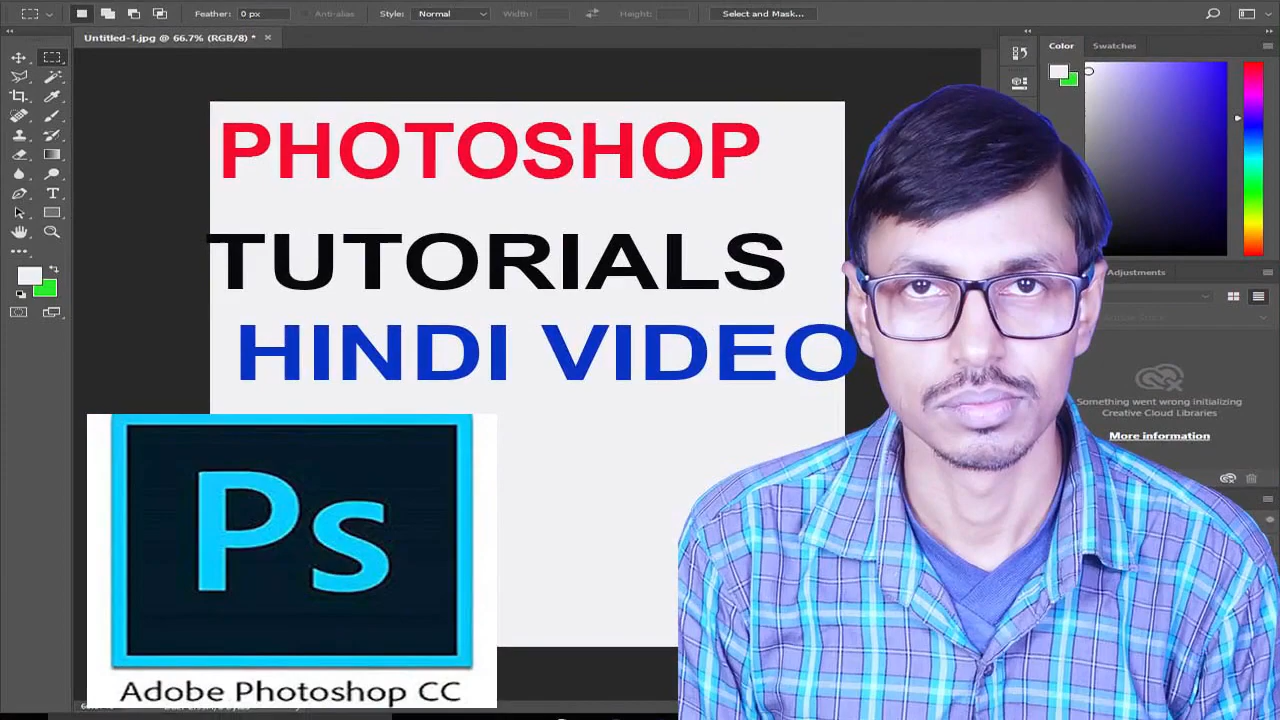 Feather: 0 px Anti-alias Style: Normal Width: Height: Select and Mask...
Untitled-1.jpg @ 66.7% (RGB/8) * ×
Color Swatches
PHOTOSHOP
TUTORIALS
HINDI VIDEO
Adjustments
Something went wrong initializing
Creative Cloud Libraries
More information
Ps
Adobe Photoshop CC